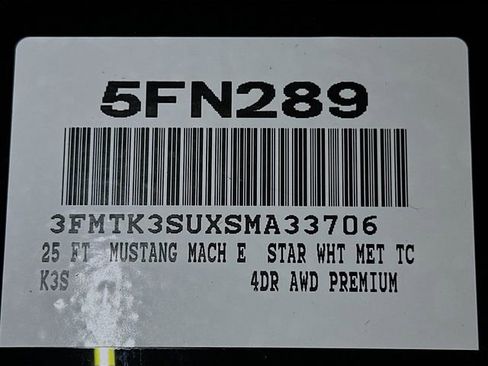 5FN289
3FMTK3SUXSMA33706
25 FT MUSTANG MACH E STAR WHT MET TC
K3S 4DR AWD PREMIUM